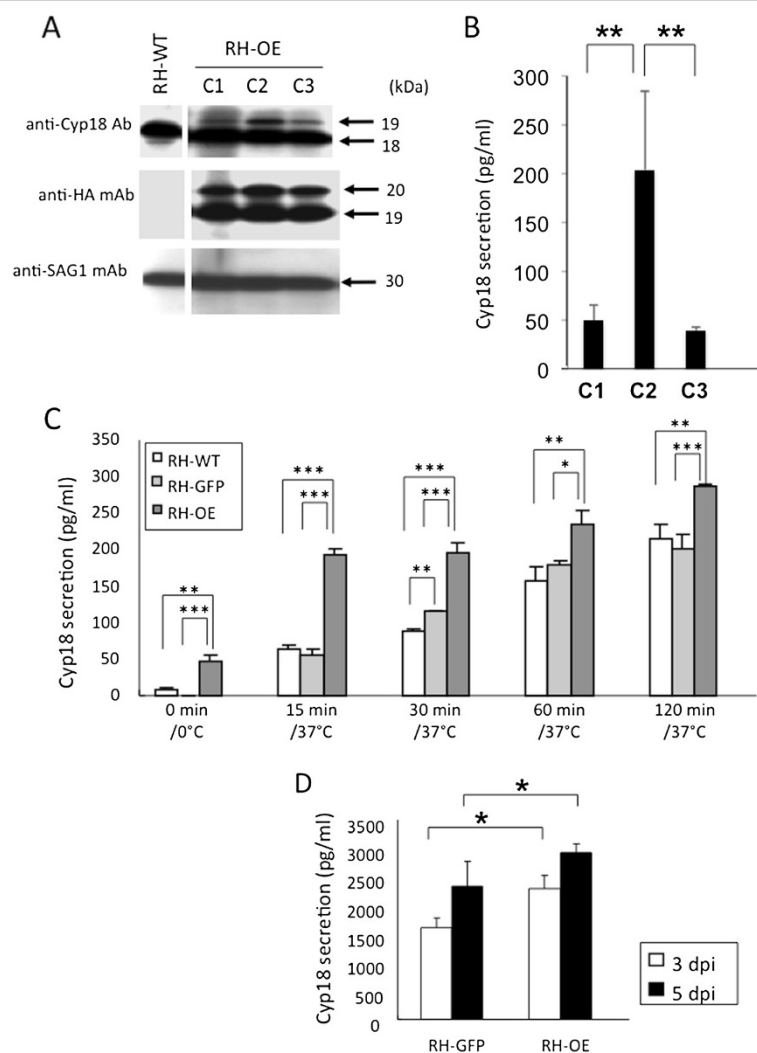 A
RH-WT
RH-OE
C1 C2 C3 (kDa)
anti-Cyp18 Ab
19
18
anti-HA mAb
20
19
anti-SAG1 mAb
30
B
** **
Cyp18 secretion (pg/ml)
300
250
200
150
100
50
0
C1 C2 C3
C
Cyp18 secretion (pg/ml)
350
300
250
200
150
100
50
0
RH-WT
RH-GFP
RH-OE
**
***
***
***
***
***
**
**
*
**
***
0 min 15 min 30 min 60 min 120 min
/0°C /37°C /37°C /37°C /37°C
D
*
*
Cyp18 secretion (pg/ml)
3500
3000
2500
2000
1500
1000
500
0
RH-GFP RH-OE
3 dpi
5 dpi